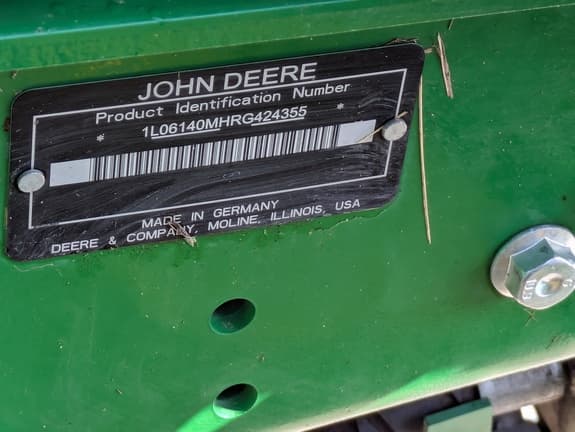 JOHN DEERE
Product Identification Number
* 1L06140MHRG424355 *
MADE IN GERMANY
DEERE & COMPANY, MOLINE, ILLINOIS, USA